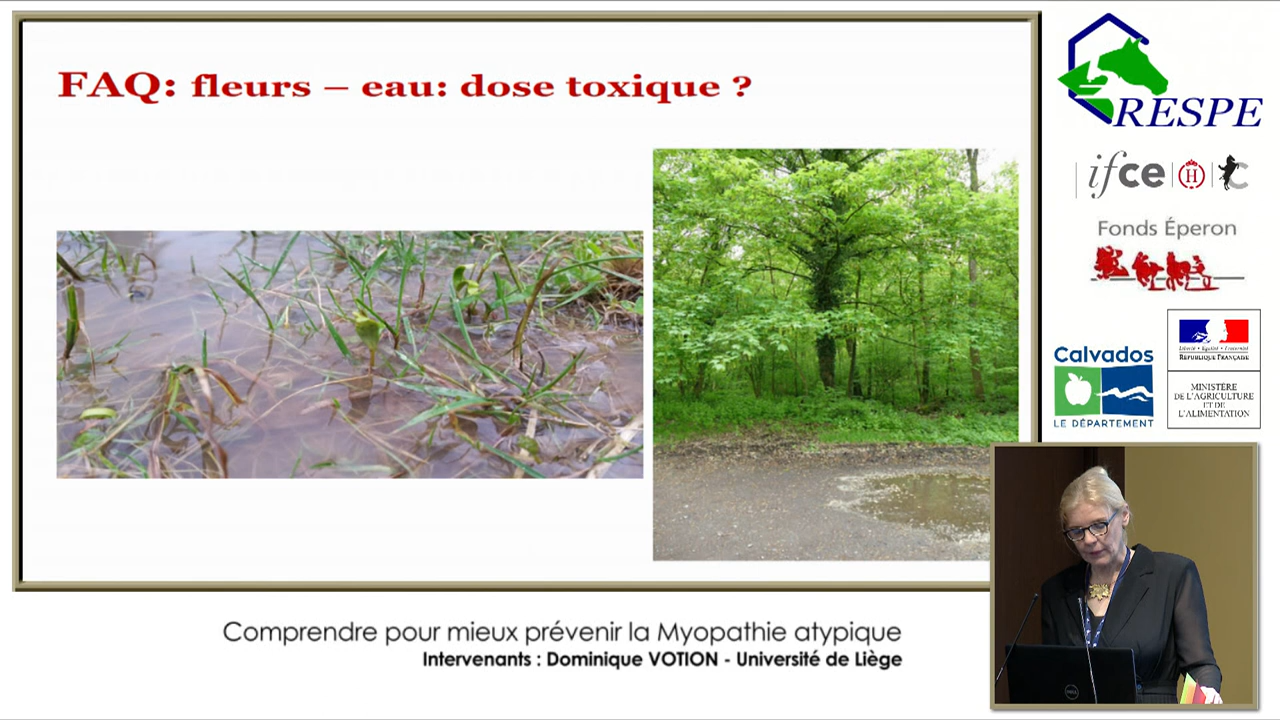 FAQ: fleurs – eau: dose toxique ?
RESPE
ifce
H
Fonds Éperon
Calvados
LE DÉPARTEMENT
Liberté • Égalité • Fraternité
RÉPUBLIQUE FRANÇAISE
MINISTÈRE
DE L'AGRICULTURE
ET DE
L'ALIMENTATION
Comprendre pour mieux prévenir la Myopathie atypique
Intervenants : Dominique VOTION - Université de Liège
DELL